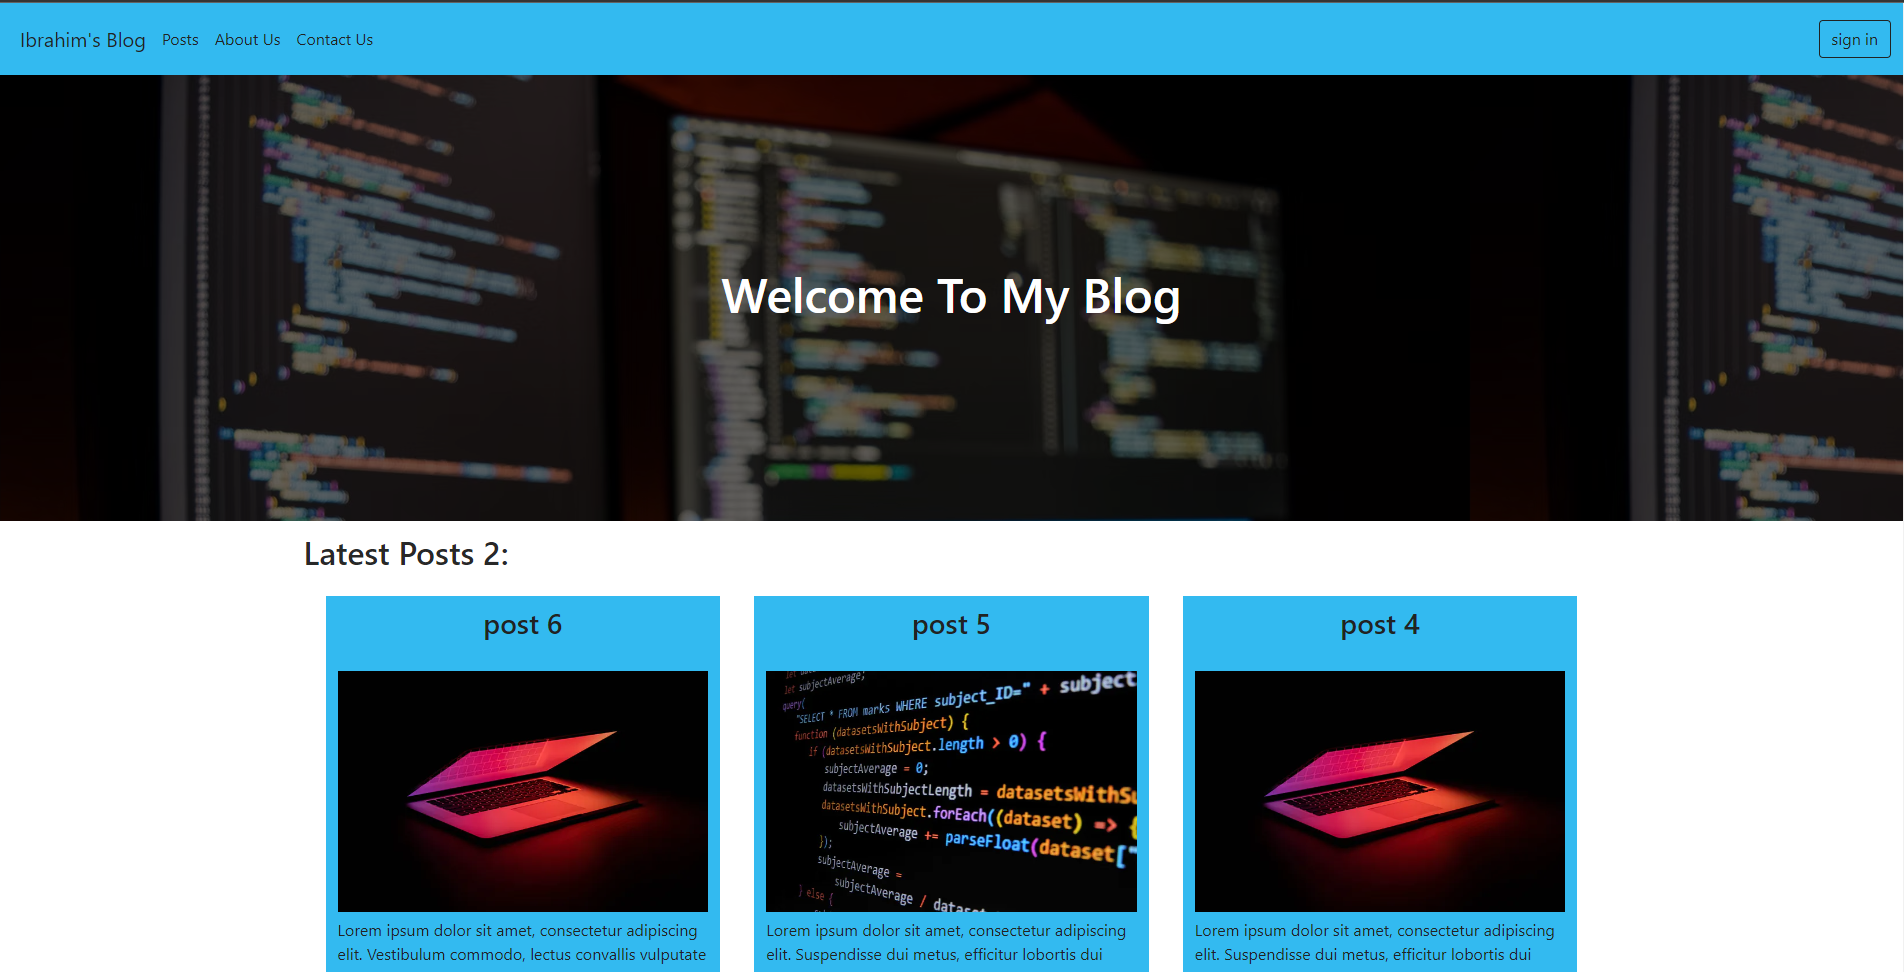 Ibrahim's Blog Posts About Us Contact Us sign in
Welcome To My Blog
Latest Posts 2:
post 6
post 5
post 4
let subjectAverage;
query(
"SELECT * FROM marks WHERE subject_ID=" + subject
function (datasetsWithSubject) {
if (datasetsWithSubject.length > 0) {
subjectAverage = 0;
datasetsWithSubjectLength = datasetsWithSu
datasetsWithSubject.forEach((dataset) => {
subjectAverage += parseFloat(dataset["
});
subjectAverage =
subjectAverage /
} else {
Lorem ipsum dolor sit amet, consectetur adipiscing
elit. Vestibulum commodo, lectus convallis vulputate
Lorem ipsum dolor sit amet, consectetur adipiscing
elit. Suspendisse dui metus, efficitur lobortis dui
Lorem ipsum dolor sit amet, consectetur adipiscing
elit. Suspendisse dui metus, efficitur lobortis dui